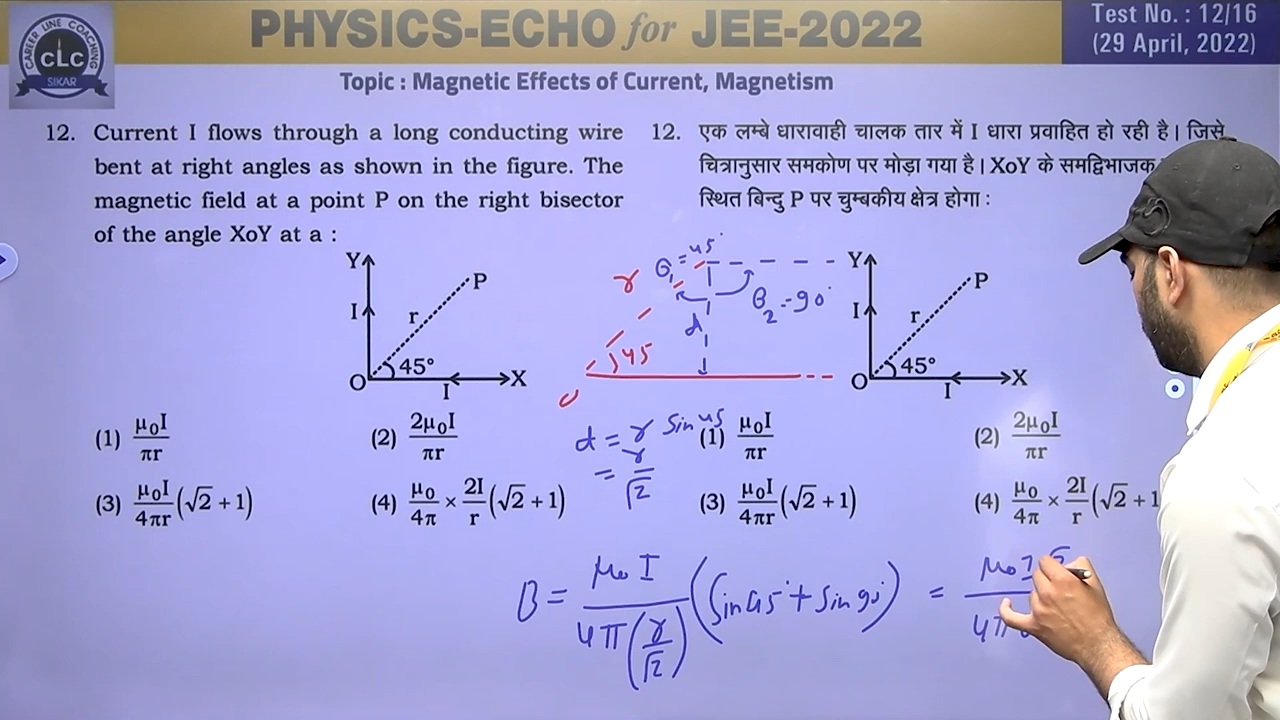 CAREER LINE COACHING
CLC
SIKAR
PHYSICS-ECHO for JEE-2022
Test No. : 12/16
(29 April, 2022)
Topic : Magnetic Effects of Current, Magnetism
12. Current I flows through a long conducting wire
bent at right angles as shown in the figure. The
magnetic field at a point P on the right bisector
of the angle XoY at a :
Y
P
I
r
45°
O
I
X
(1) μ₀I/πr
(2) 2μ₀I/πr
(3) μ₀I/4πr (√2 + 1)
(4) μ₀/4π × 2I/r (√2 + 1)
12. एक लम्बे धारावाही चालक तार में I धारा प्रवाहित हो रही है। जिसे
चित्रानुसार समकोण पर मोड़ा गया है। XoY के समद्विभाजक
स्थित बिन्दु P पर चुम्बकीय क्षेत्र होगा :
Y
P
I
r
45°
O
I
X
(1) μ₀I/πr
(2) 2μ₀I/πr
(3) μ₀I/4πr (√2 + 1)
(4) μ₀/4π × 2I/r (√2 + 1
r
θ₁ = 45°
θ₂ = 90°
d
45
d = r sin 45
= r/√2
B = μ₀ I / 4π(r/√2) (Sin 45° + Sin 90°) = μ₀ I
4π